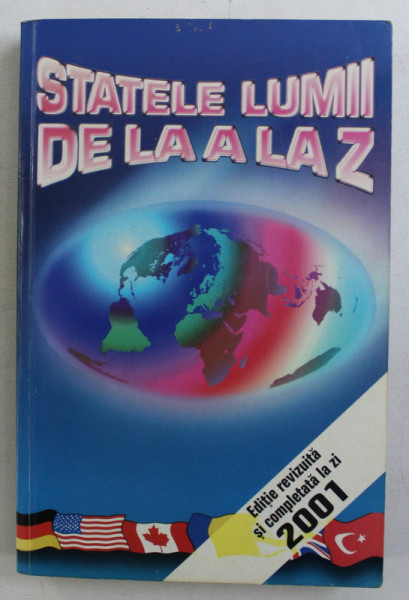 STATELE LUMII
DE LA A LA Z
Ediție revizuită
și completată la zi
2001